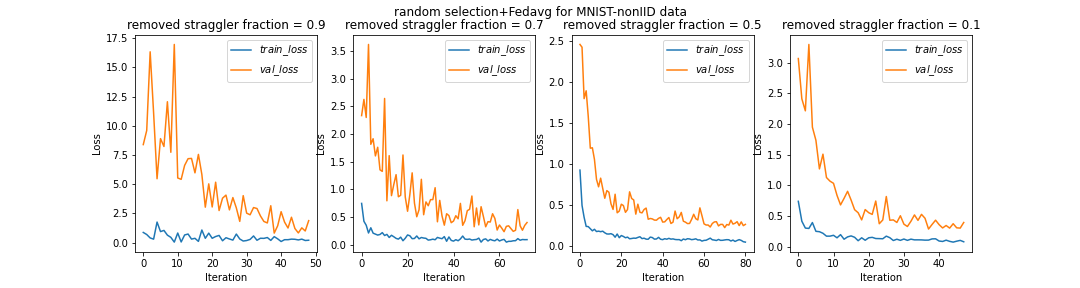 random selection+Fedavg for MNIST-nonIID data
removed straggler fraction = 0.9
17.5
15.0
12.5
10.0
7.5
5.0
2.5
0.0
Loss
0
10
20
30
40
50
Iteration
train_loss
val_loss
removed straggler fraction = 0.7
3.5
3.0
2.5
2.0
1.5
1.0
0.5
0.0
Loss
0
20
40
60
Iteration
train_loss
val_loss
removed straggler fraction = 0.5
2.5
2.0
1.5
1.0
0.5
0.0
Loss
0
20
40
60
80
Iteration
train_loss
val_loss
removed straggler fraction = 0.1
3.0
2.5
2.0
1.5
1.0
0.5
0.0
Loss
0
10
20
30
40
Iteration
train_loss
val_loss